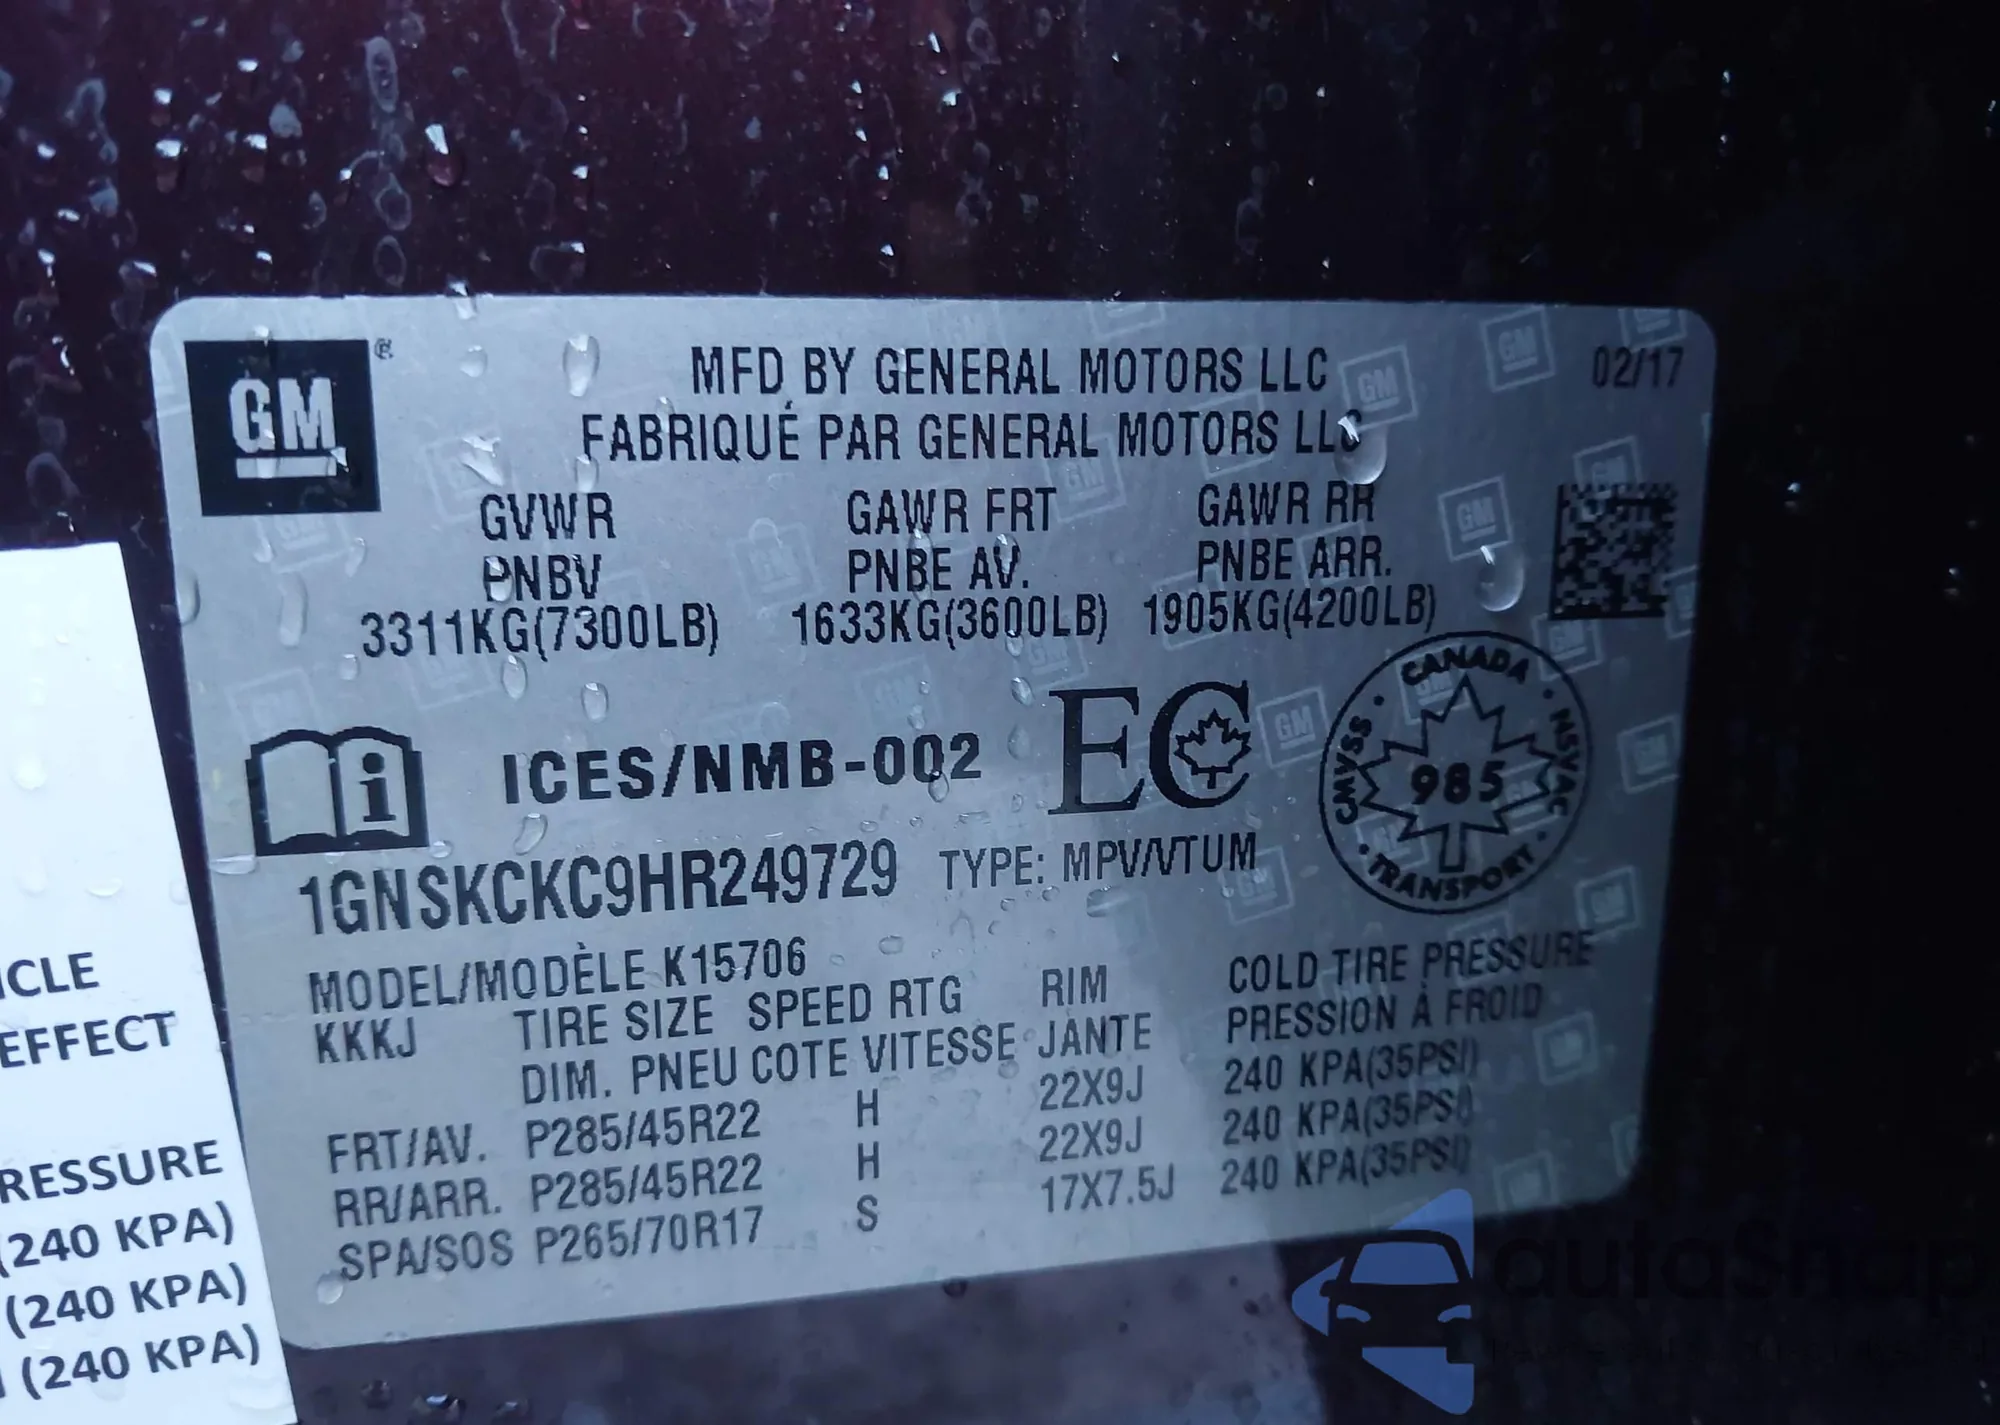 GM
MFD BY GENERAL MOTORS LLC
02/17
FABRIQUÉ PAR GENERAL MOTORS LLC
GVWR GAWR FRT GAWR RR
PNBV PNBE AV. PNBE ARR.
3311KG(7300LB) 1633KG(3600LB) 1905KG(4200LB)
ICES/NMB-002 EC
CANADA · NSVAC · TRANSPORT · CMVSS ·
985
1GNSKCKC9HR249729 TYPE: MPV/VTUM
MODEL/MODÈLE K15706
KKKJ TIRE SIZE SPEED RTG RIM COLD TIRE PRESSURE
DIM. PNEU COTE VITESSE JANTE PRESSION À FROID
FRT/AV. P285/45R22 H 22X9J 240 KPA(35PSI)
RR/ARR. P285/45R22 H 22X9J 240 KPA(35PSI)
SPA/SOS P265/70R17 S 17X7.5J 240 KPA(35PSI)
EFFECT
(240 KPA)
(240 KPA)
(240 KPA)
autasnap